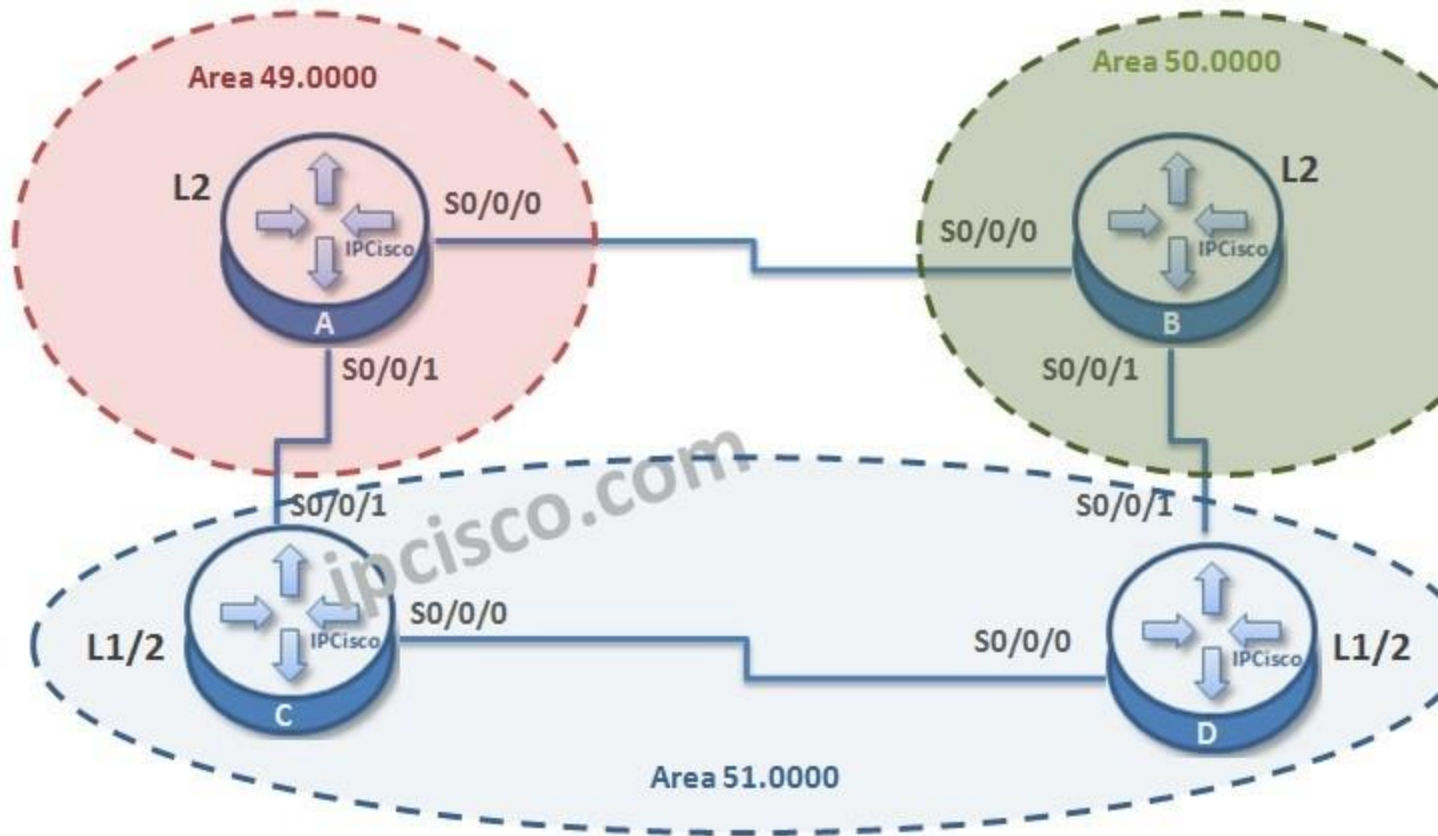 Area 49.0000
Area 50.0000
L2
S0/0/0
IPCisco
A
S0/0/1
L2
S0/0/0
IPCisco
B
S0/0/1
ipcisco.com
S0/0/1
L1/2
S0/0/0
IPCisco
C
S0/0/1
S0/0/0
L1/2
IPCisco
D
Area 51.0000